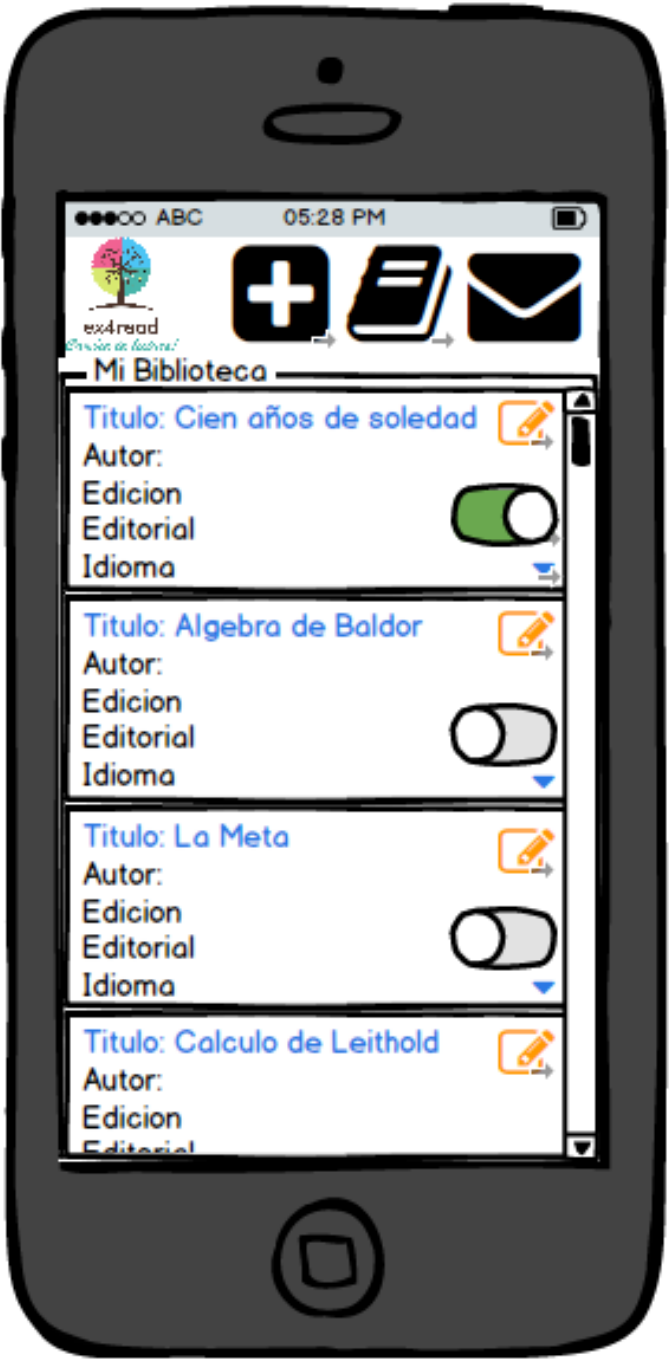 ABC 05:28 PM
ex4read
Mi Biblioteca
Titulo: Cien años de soledad
Autor:
Edicion
Editorial
Idioma
Titulo: Algebra de Baldor
Autor:
Edicion
Editorial
Idioma
Titulo: La Meta
Autor:
Edicion
Editorial
Idioma
Titulo: Calculo de Leithold
Autor:
Edicion
Editorial